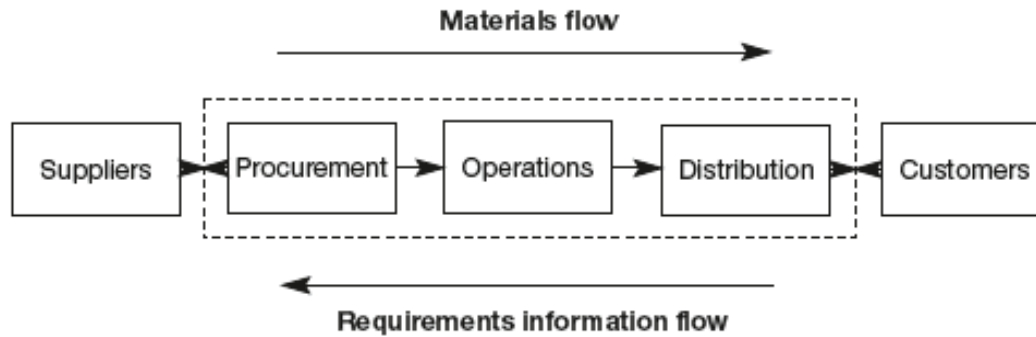 Materials flow
Suppliers
Procurement
Operations
Distribution
Customers
Requirements information flow